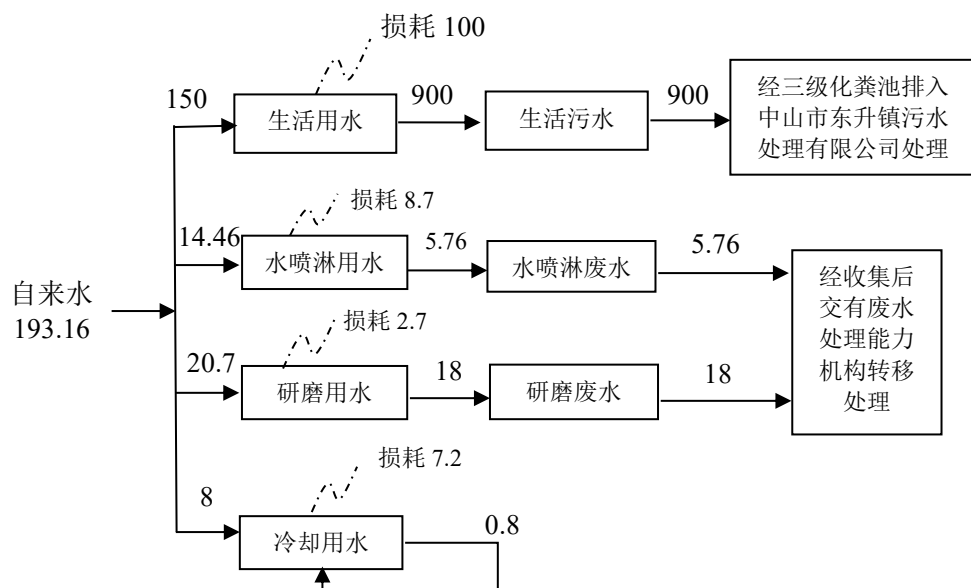 损耗 100
150
生活用水
900
生活污水
900
经三级化粪池排入
中山市东升镇污水
处理有限公司处理
损耗 8.7
14.46
水喷淋用水
5.76
水喷淋废水
5.76
自来水
193.16
经收集后
交有废水
处理能力
机构转移
处理
损耗 2.7
20.7
研磨用水
18
研磨废水
18
损耗 7.2
8
冷却用水
0.8